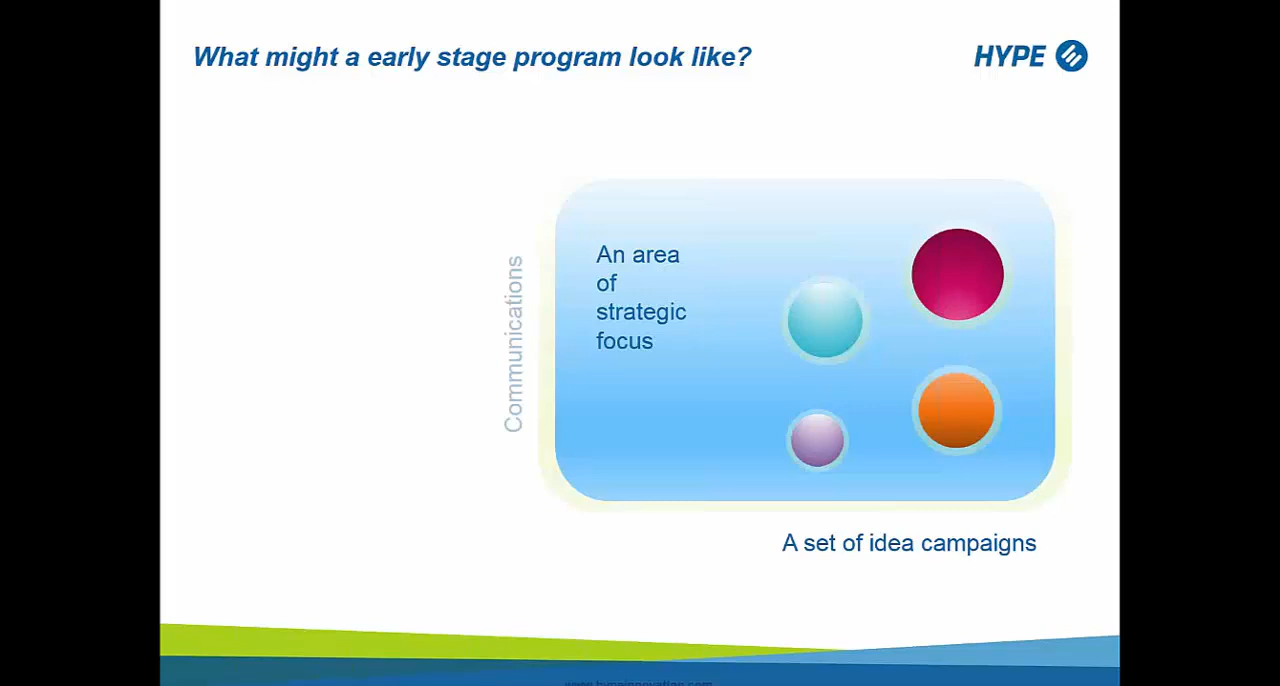 What might a early stage program look like?
HYPE
Communications
An area
of
strategic
focus
A set of idea campaigns